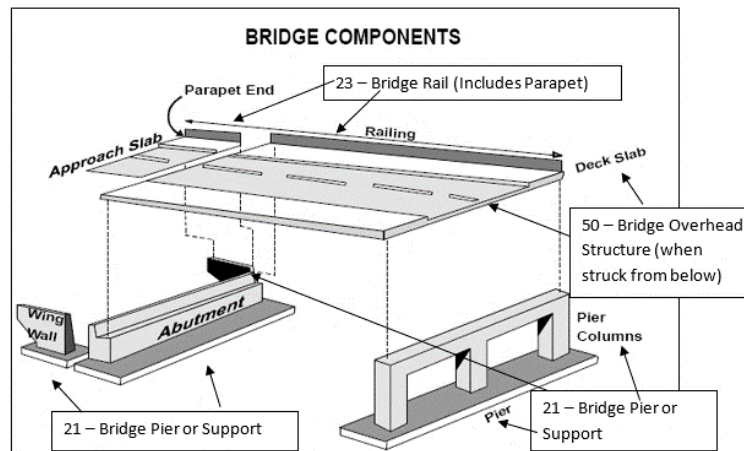 BRIDGE COMPONENTS
23 – Bridge Rail (Includes Parapet)
Parapet End
Railing
Approach Slab
Deck Slab
50 – Bridge Overhead
Structure (when
struck from below)
Wing
Wall
Abutment
Pier
Columns
21 – Bridge Pier or Support
Pier
21 – Bridge Pier or
Support